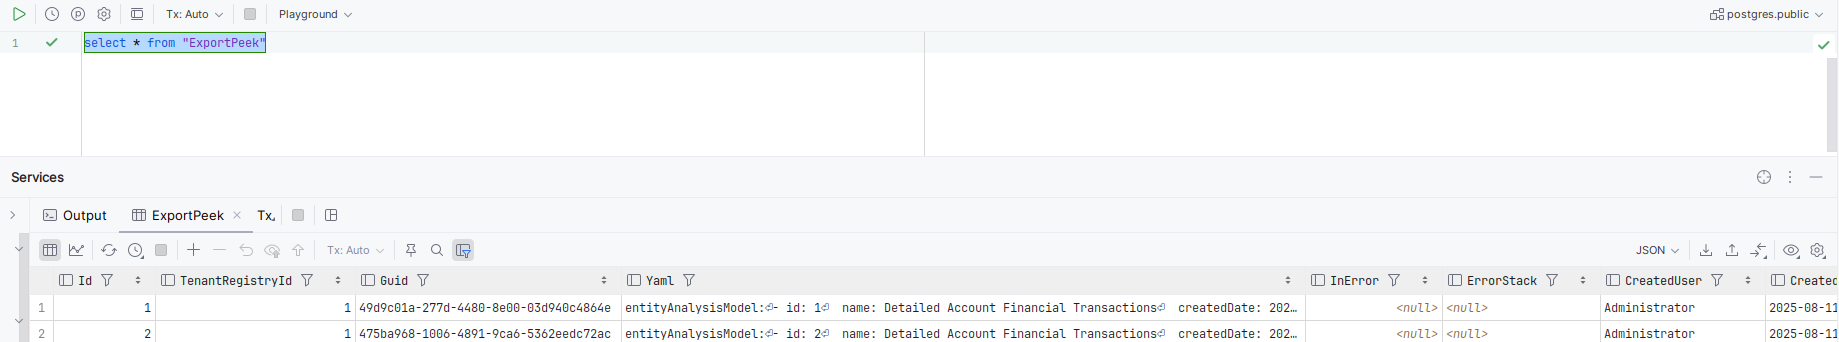 Tx: Auto Playground postgres.public
1 select * from "ExportPeek"
Services
Output ExportPeek Tx
Tx: Auto JSON
Id TenantRegistryId Guid Yaml InError ErrorStack CreatedUser Created
1 1 1 49d9c01a-277d-4480-8e00-03d940c4864e entityAnalysisModel:⏎- id: 1⏎  name: Detailed Account Financial Transactions⏎  createdDate: 202… <null> <null> Administrator 2025-08-11
2 2 1 475ba968-1006-4891-9ca6-5362eedc72ac entityAnalysisModel:⏎- id: 2⏎  name: Detailed Account Financial Transactions⏎  createdDate: 202… <null> <null> Administrator 2025-08-11